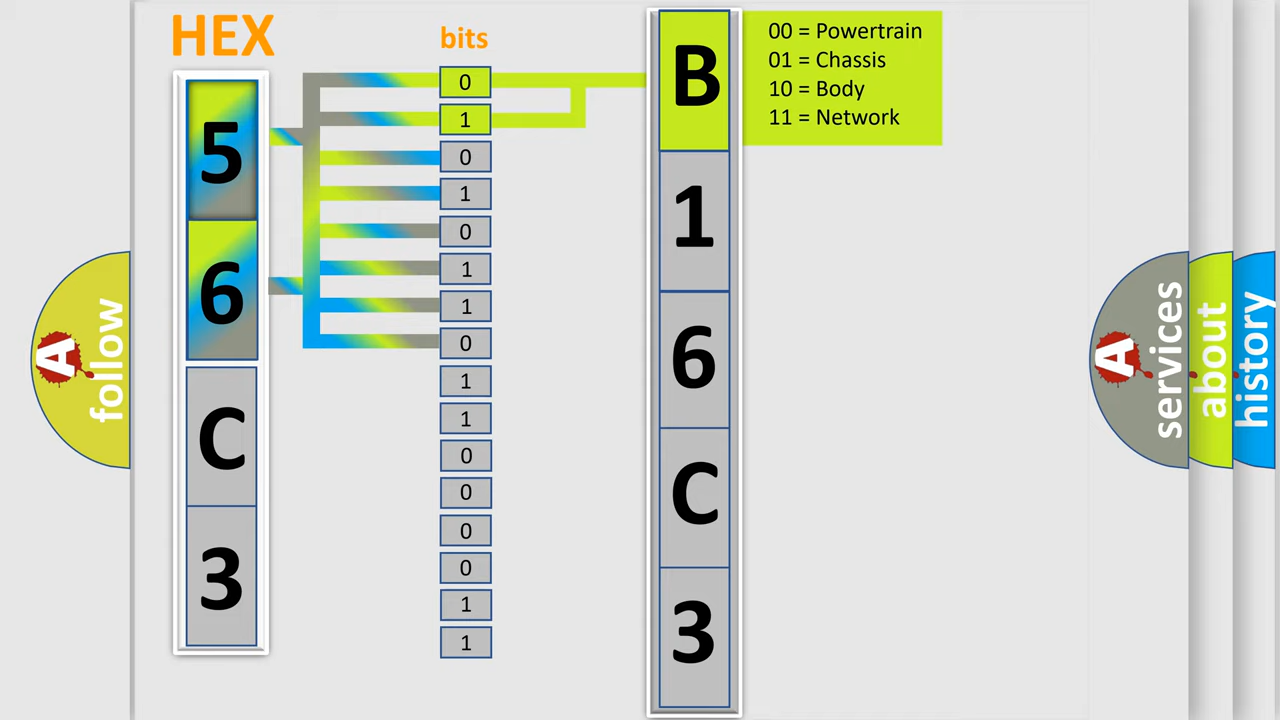 HEX
bits
5
6
C
3
0
1
0
1
0
1
1
0
1
1
0
0
0
0
1
1
B
1
6
C
3
00 = Powertrain
01 = Chassis
10 = Body
11 = Network
A
follow
A
services
about
history